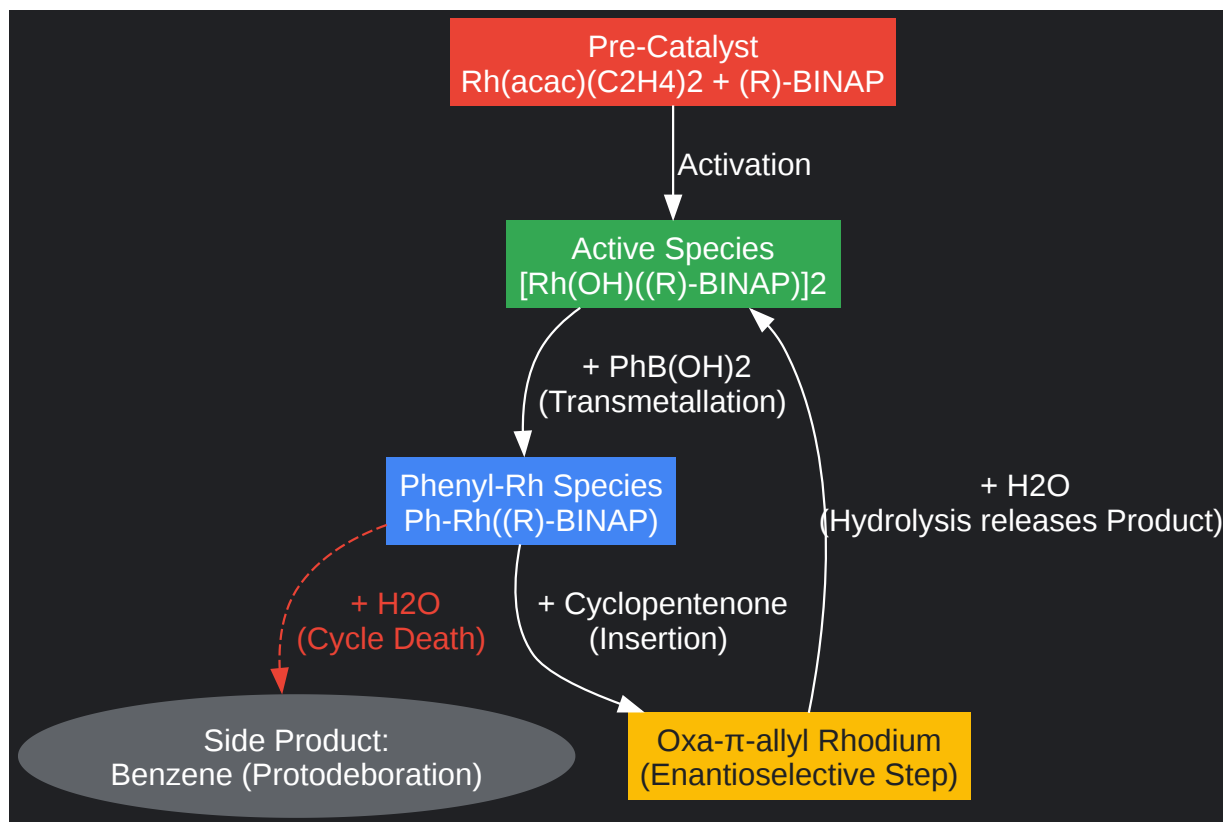 Pre-Catalyst
Rh(acac)(C2H4)2 + (R)-BINAP
Activation
Active Species
[Rh(OH)((R)-BINAP)]2
+ PhB(OH)2
(Transmetallation)
Phenyl-Rh Species
Ph-Rh((R)-BINAP)
+ H2O
(Hydrolysis releases Product)
+ H2O
(Cycle Death)
+ Cyclopentenone
(Insertion)
Side Product:
Benzene (Protodeboration)
Oxa-π-allyl Rhodium
(Enantioselective Step)